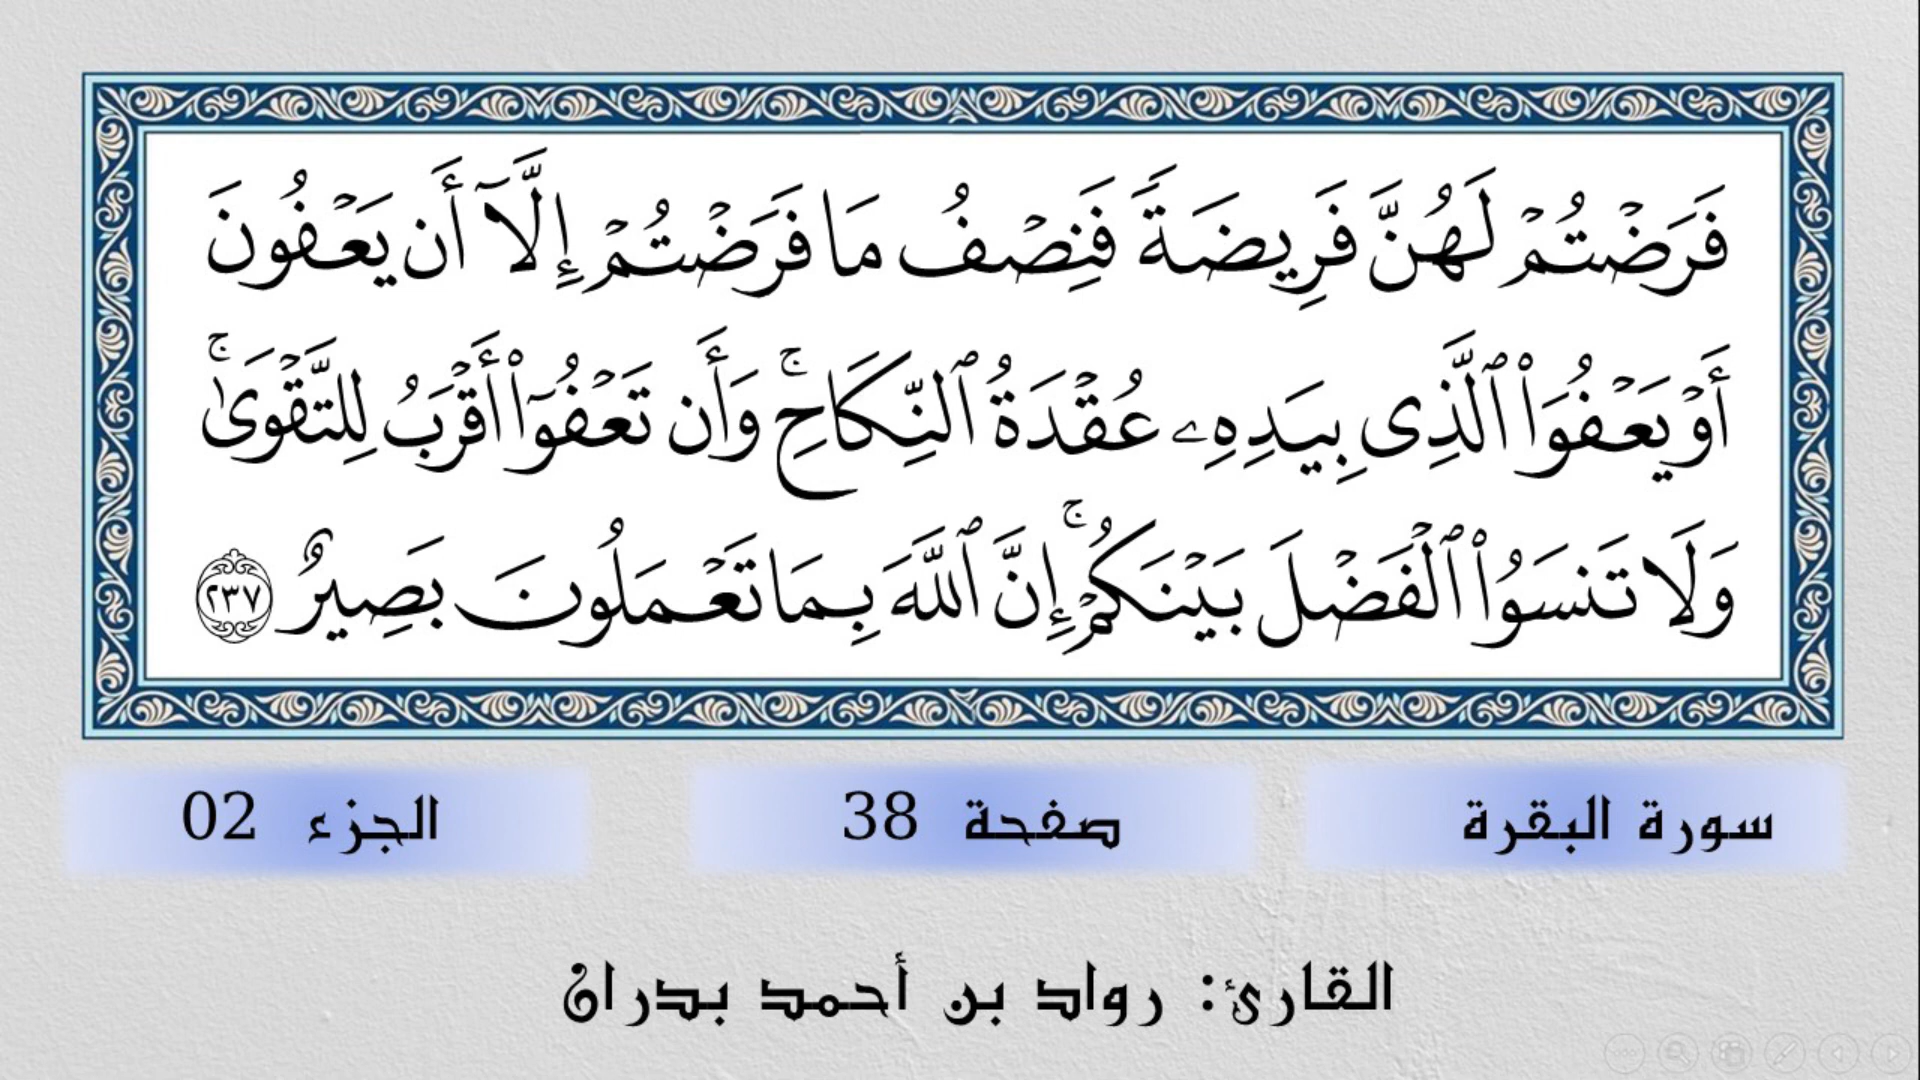 فَرَضۡتُمۡ لَهُنَّ فَرِيضَةٗ فَنِصۡفُ مَا فَرَضۡتُمۡ إِلَّآ أَن يَعۡفُونَ
أَوۡ يَعۡفُوَاْ ٱلَّذِى بِيَدِهِۦ عُقۡدَةُ ٱلنِّكَاحِۚ وَأَن تَعۡفُوٓاْ أَقۡرَبُ لِلتَّقۡوَىٰۚ
وَلَا تَنسَوُاْ ٱلۡفَضۡلَ بَيۡنَكُمۡۚ إِنَّ ٱللَّهَ بِمَا تَعۡمَلُونَ بَصِيرٌ ٢٣٧
سورة البقرة صفحة 38 الجزء 02
القارئ: رواد بن أحمد بدران